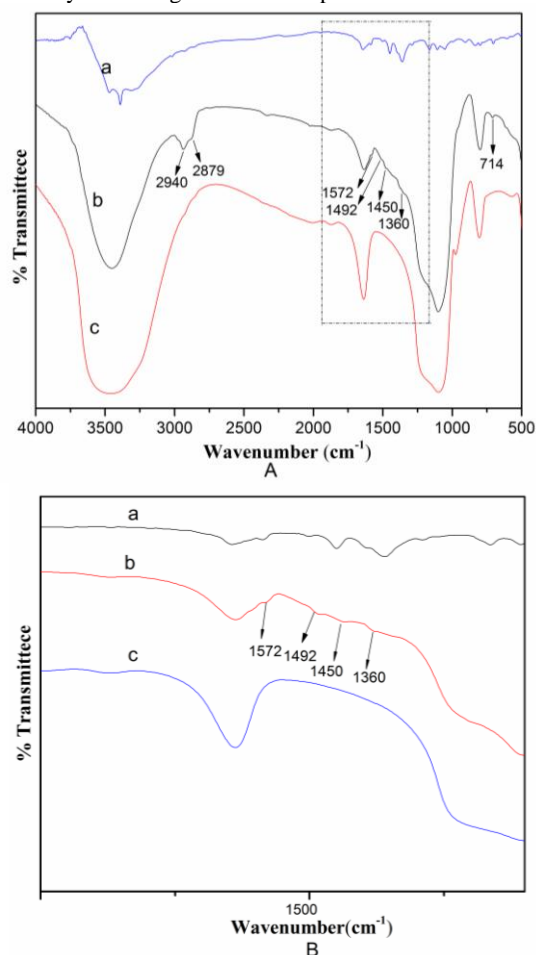 a
b
c
2940
2879
1572
1492
1450
1360
714
% Transmittece
4000 3500 3000 2500 2000 1500 1000 500
Wavenumber (cm-1)
A
a
b
c
1572
1492
1450
1360
% Transmittece
1500
Wavenumber(cm-1)
B